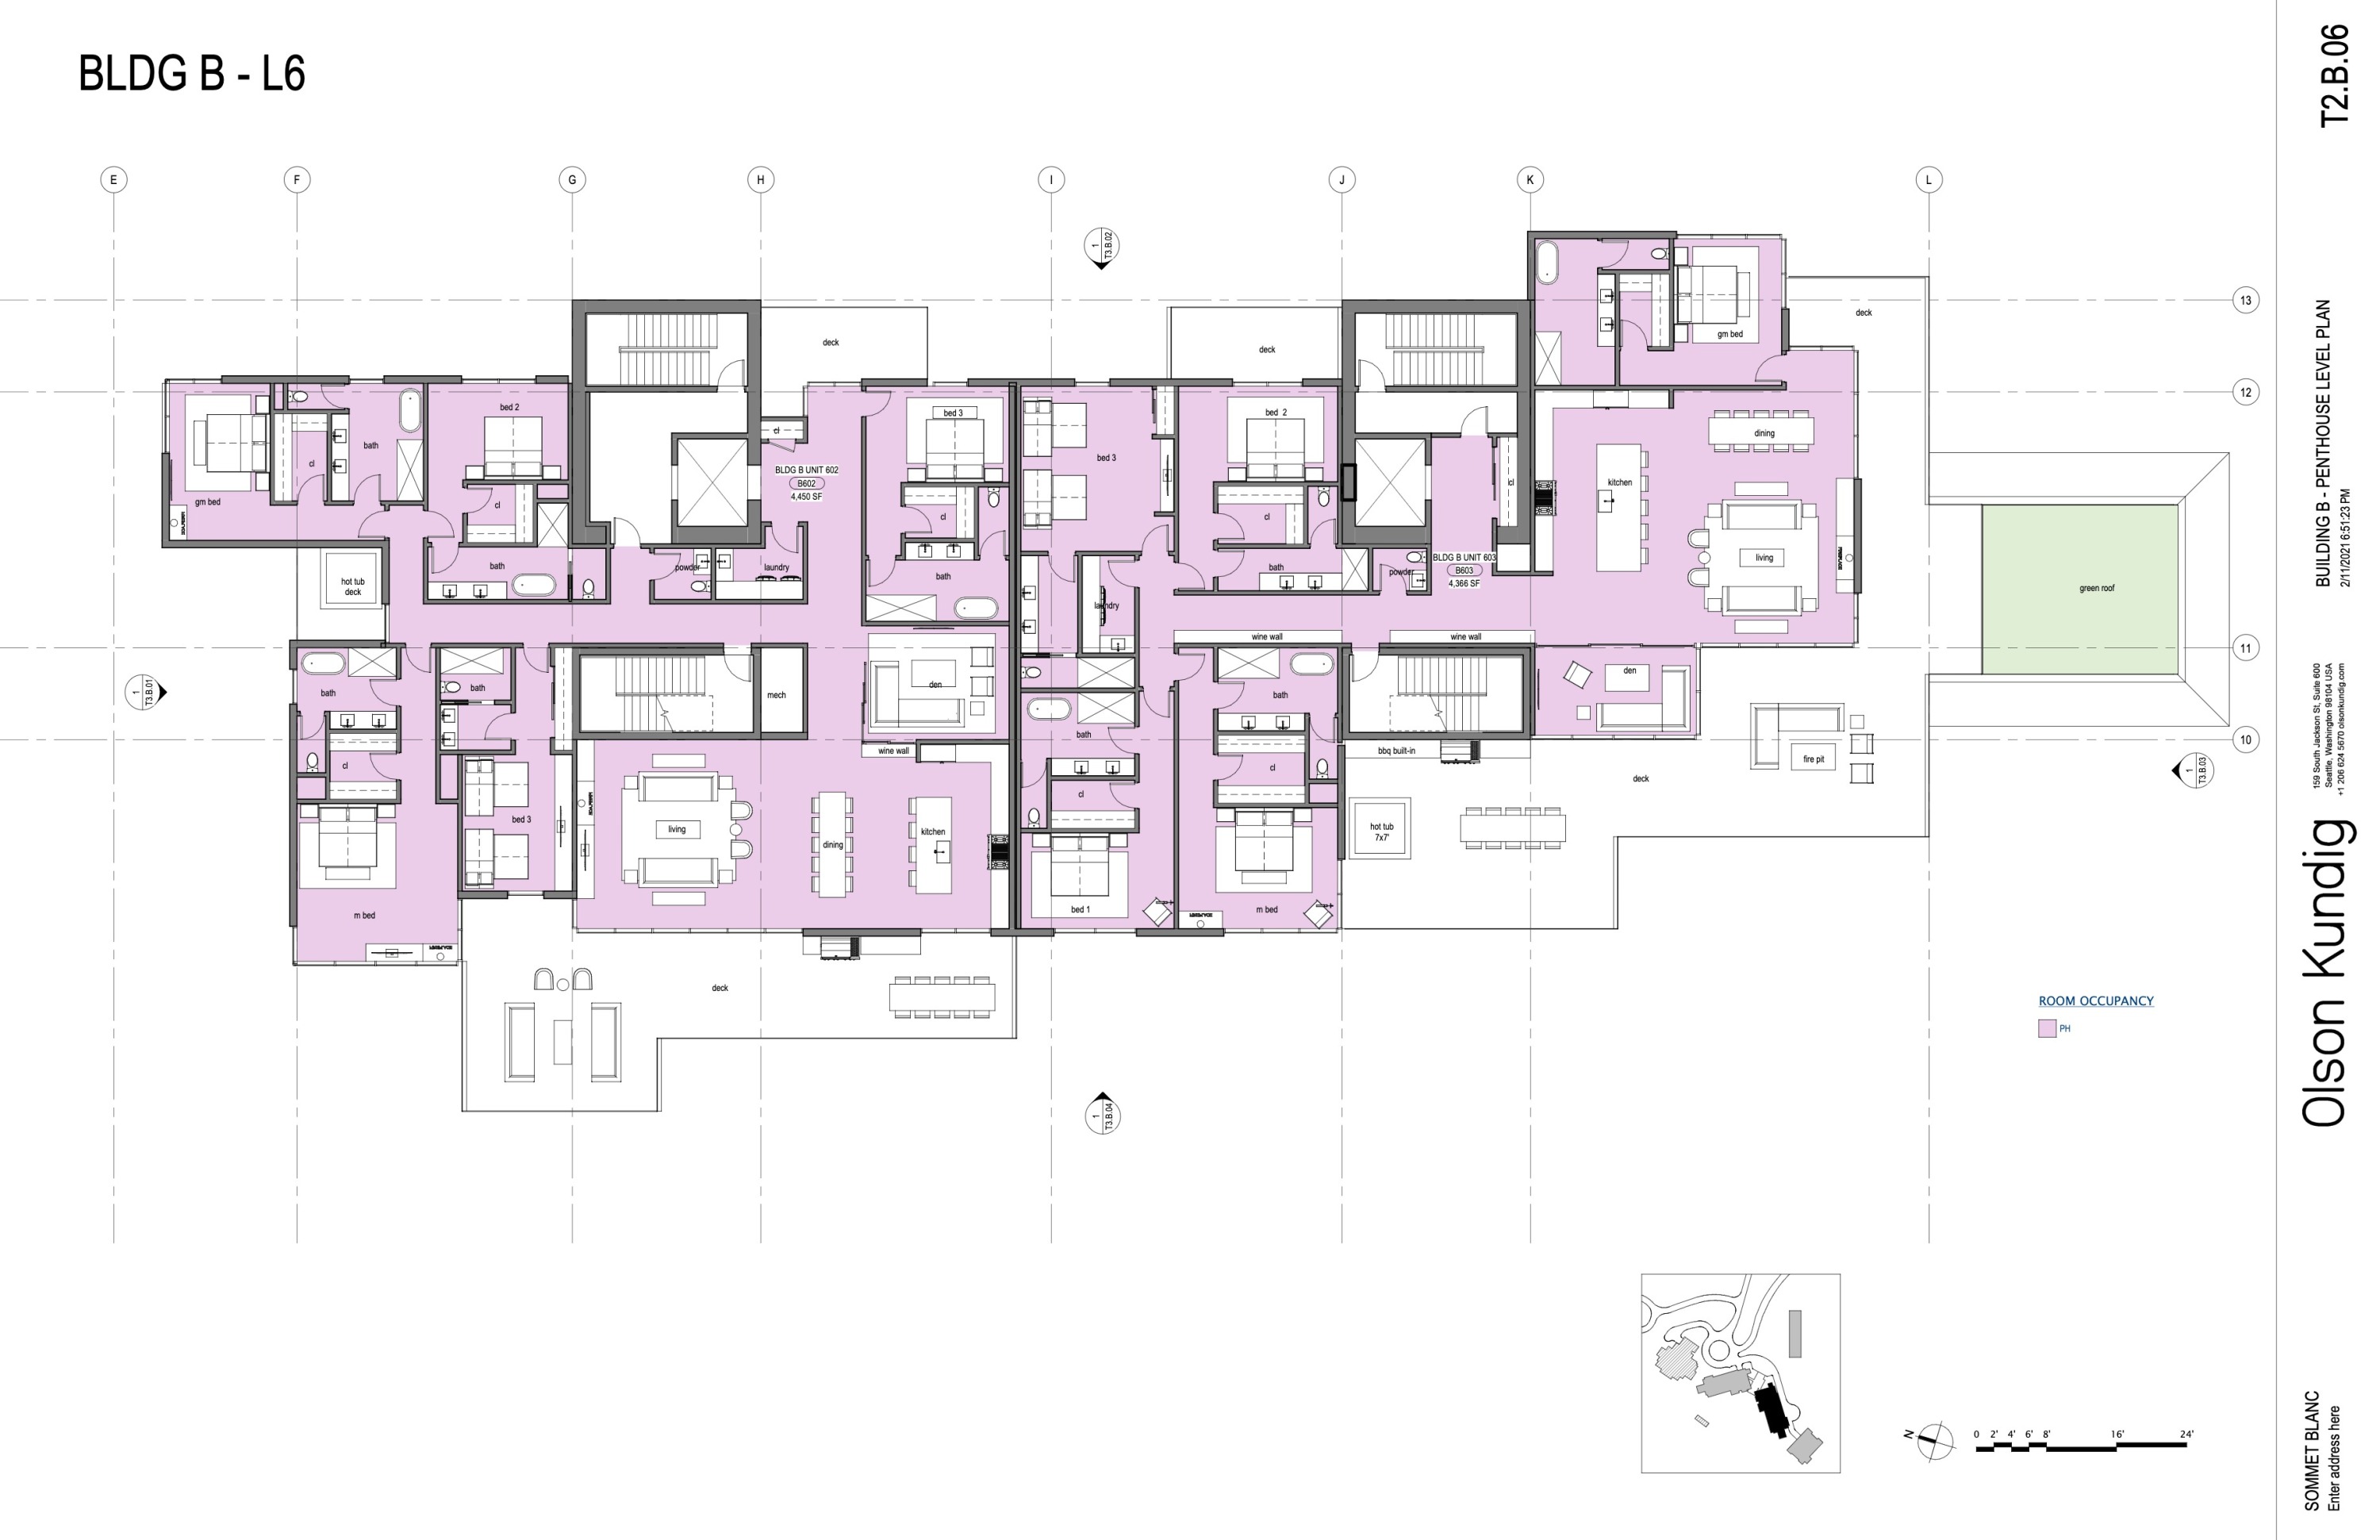 BLDG B - L6
T2.B.06
BUILDING B - PENTHOUSE LEVEL PLAN
2/11/2021 6:51:23 PM
159 South Jackson St, Suite 600
Seattle, Washington 98104 USA
+1 206 624 5670 olsonkundig.com
Olson Kundig
SOMMET BLANC
Enter address here
E
F
G
H
I
J
K
L
13
12
11
10
1
T3.B.02
1
T3.B.01
1
T3.B.03
1
T3.B.04
deck
deck
deck
gm bed
cl
bath
bed 2
cl
bath
hot tub
deck
cl
BLDG B UNIT 602
B602
4,450 SF
powder
laundry
bed 3
cl
bath
bed 3
laundry
bed 2
cl
bath
powder
cl
BLDG B UNIT 603
B603
4,366 SF
gm bed
dining
kitchen
living
FIREPLACE
green roof
wine wall
wine wall
den
bath
cl
m bed
bath
bed 3
mech
den
wine wall
living
dining
kitchen
deck
bath
cl
bed 1
bath
cl
m bed
bbq built-in
hot tub
7x7'
deck
fire pit
ROOM OCCUPANCY
PH
N
0 2' 4' 6' 8' 16' 24'